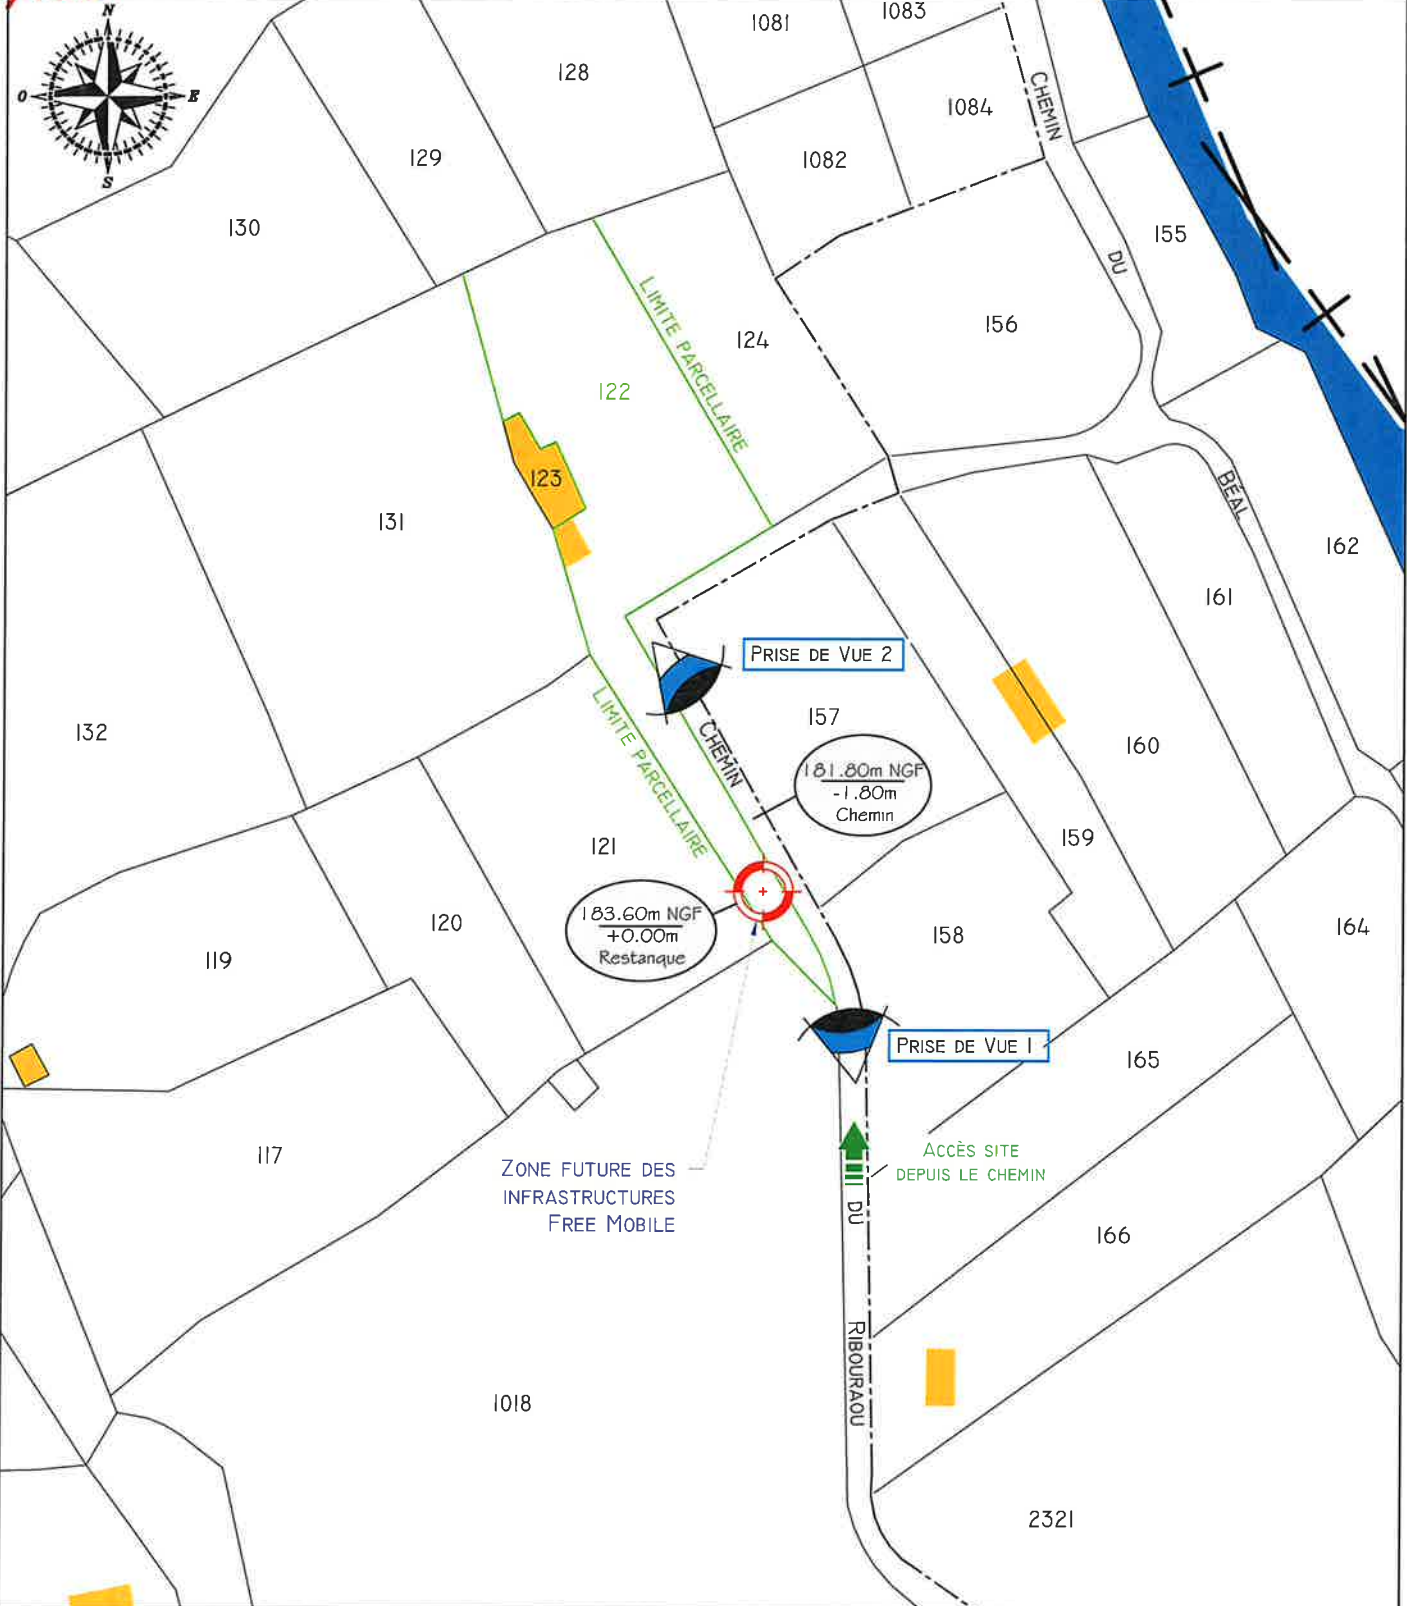 N
O
E
S
1081
1083
128
1084
129
1082
CHEMIN
130
155
DU
LIMITE PARCELLAIRE
124
156
122
123
131
BÉAL
162
161
PRISE DE VUE 2
132
157
CHEMIN
LIMITE PARCELLAIRE
160
181.80m NGF
-1.80m
Chemin
159
121
183.60m NGF
+0.00m
Restanque
120
158
164
119
PRISE DE VUE 1
165
117
ACCÈS SITE
DEPUIS LE CHEMIN
ZONE FUTURE DES
INFRASTRUCTURES
FREE MOBILE
DU
166
RIBOURAOU
1018
2321